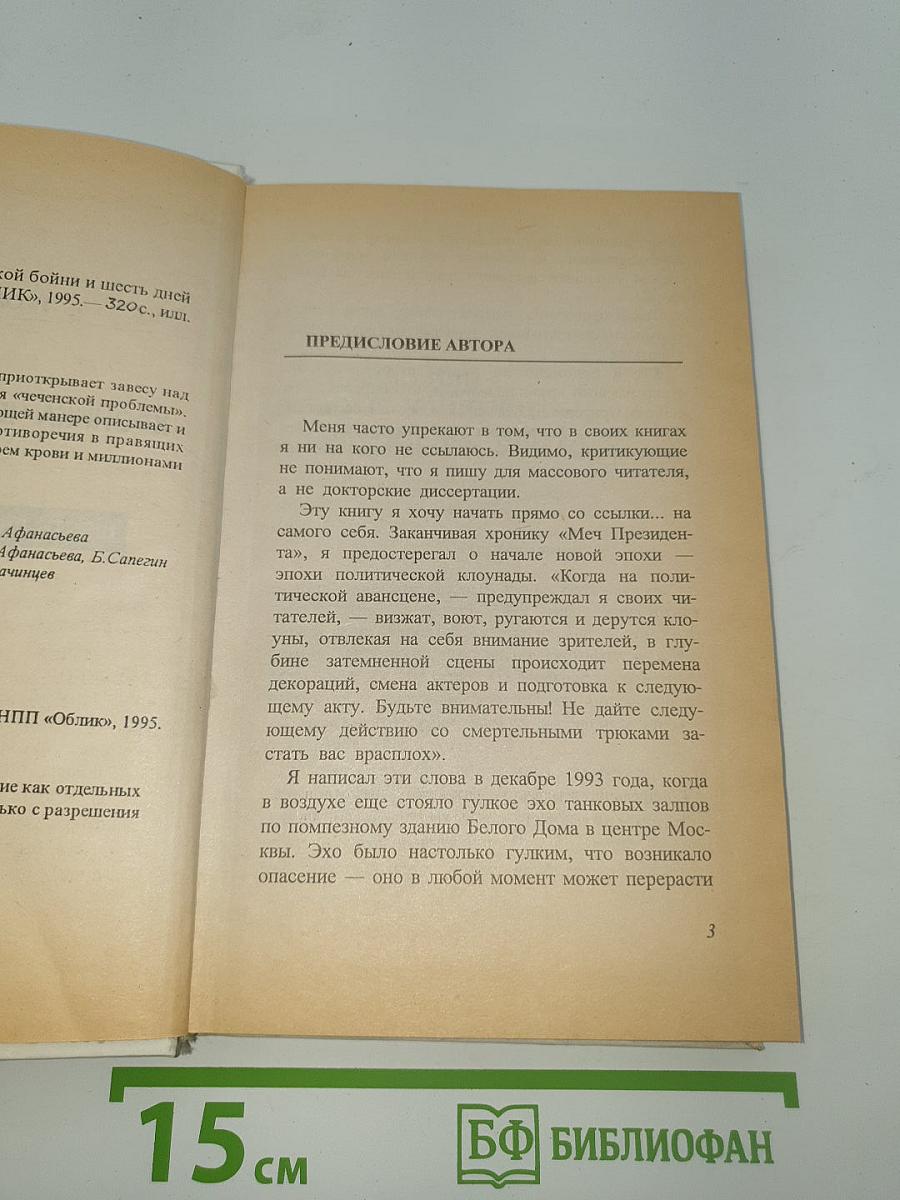 кой бойни и шесть дней
ИК», 1995.— 320 с., илл.
приоткрывает завесу над
я «чеченской проблемы».
ющей манере описывает и
отиворечия в правящих
рем крови и миллионами
Афанасьева
Афанасьева, Б.Сапегин
ачинцев
НПП «Облик», 1995.
ие как отдельных
ько с разрешения
ПРЕДИСЛОВИЕ АВТОРА
Меня часто упрекают в том, что в своих книгах
я ни на кого не ссылаюсь. Видимо, критикующие
не понимают, что я пишу для массового читателя,
а не докторские диссертации.
Эту книгу я хочу начать прямо со ссылки... на
самого себя. Заканчивая хронику «Меч Президен-
та», я предостерегал о начале новой эпохи —
эпохи политической клоунады. «Когда на поли-
тической авансцене, — предупреждал я своих чи-
тателей, — визжат, воют, ругаются и дерутся кло-
уны, отвлекая на себя внимание зрителей, в глу-
бине затемненной сцены происходит перемена
декораций, смена актеров и подготовка к следую-
щему акту. Будьте внимательны! Не дайте следу-
ющему действию со смертельными трюками за-
стать вас врасплох».
Я написал эти слова в декабре 1993 года, когда
в воздухе еще стояло гулкое эхо танковых залпов
по помпезному зданию Белого Дома в центре Мос-
квы. Эхо было настолько гулким, что возникало
опасение — оно в любой момент может перерасти
3
15 см
БФ БИБЛИОФАН